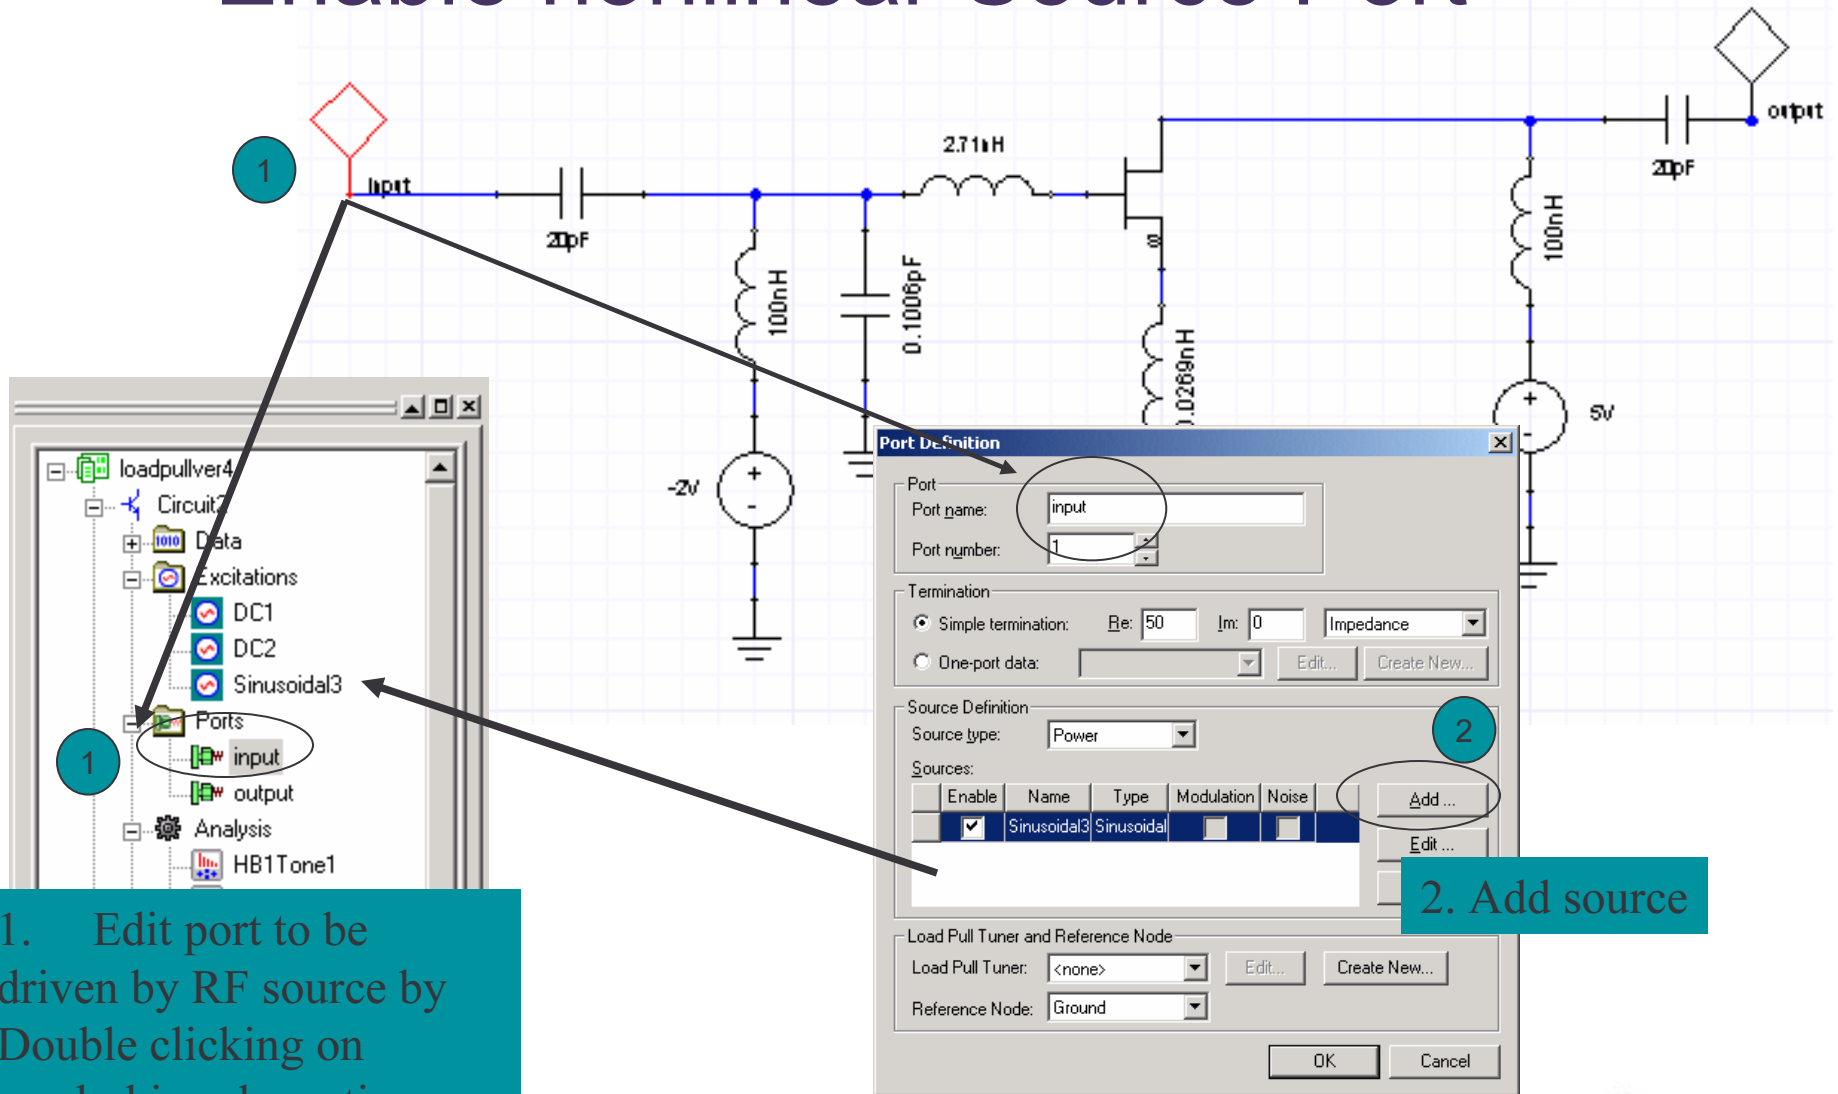 Enable nonlinear Source Port
1
input
20pF
100nH
0.1006pF
2.71nH
S
0.0269nH
100nH
20pF
output
-2V
+
-
+
-
5V
loadpullver4
Circuit2
1010
Data
Excitations
DC1
DC2
Sinusoidal3
Ports
1
input
output
Analysis
HB1Tone1
1. Edit port to be
driven by RF source by
Double clicking on
Port Definition
Port
Port name: input
Port number: 1
Termination
Simple termination: Re: 50 Im: 0 Impedance
One-port data: Edit... Create New...
Source Definition
Source type: Power
2
Sources:
Enable Name Type Modulation Noise
Sinusoidal3 Sinusoidal
Add ...
Edit ...
2. Add source
Load Pull Tuner and Reference Node
Load Pull Tuner: <none> Edit... Create New...
Reference Node: Ground
OK Cancel